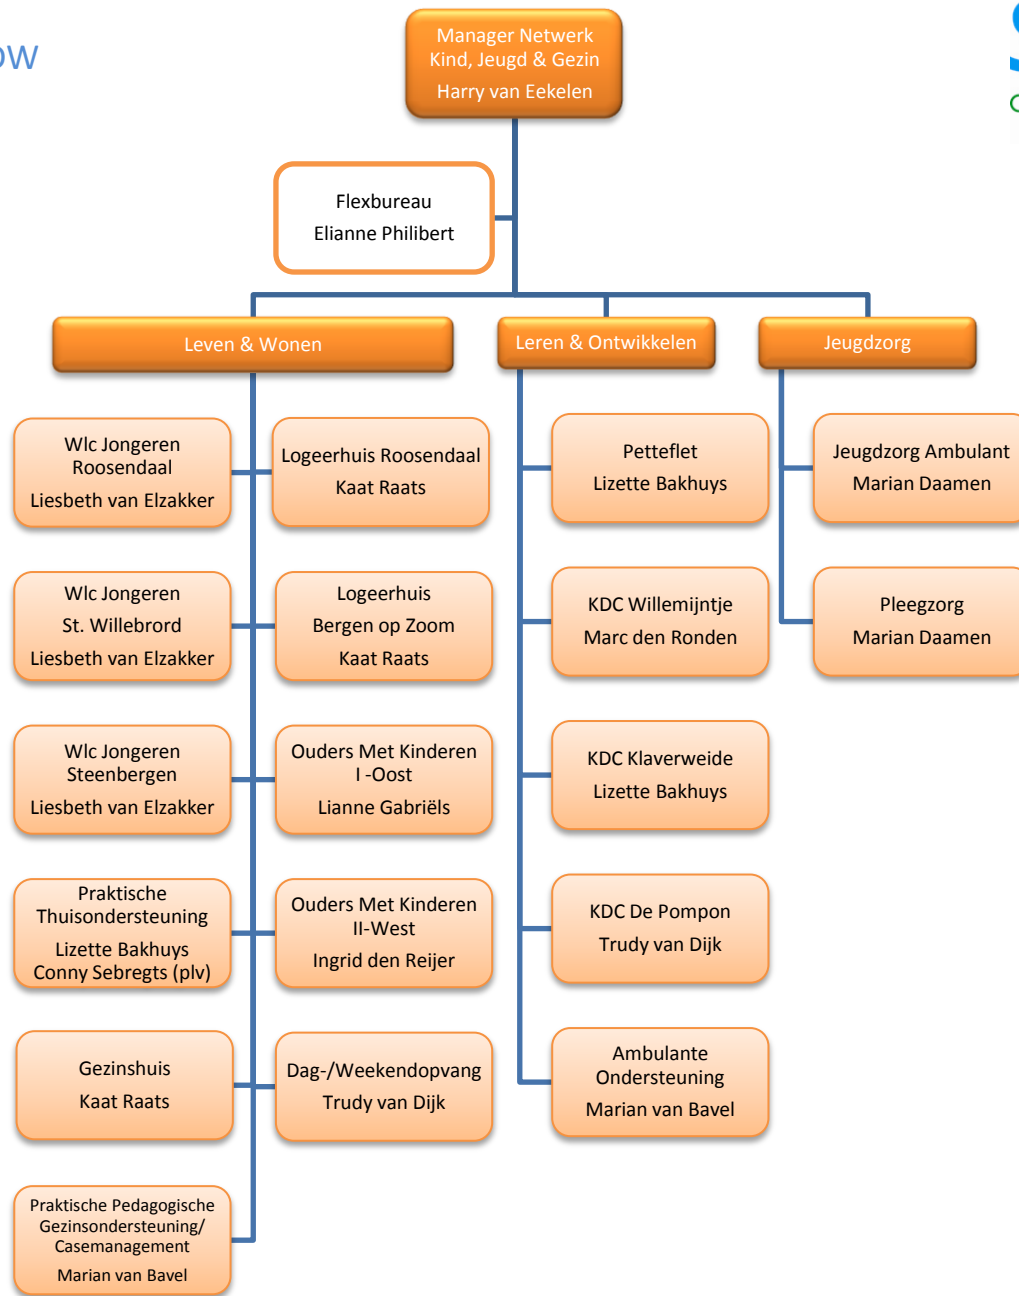 Manager Netwerk
Kind, Jeugd & Gezin
Harry van Eekelen
Flexbureau
Elianne Philibert
Leven & Wonen
Leren & Ontwikkelen
Jeugdzorg
Wlc Jongeren
Roosendaal
Liesbeth van Elzakker
Logeerhuis Roosendaal
Kaat Raats
Petteflet
Lizette Bakhuys
Jeugdzorg Ambulant
Marian Daamen
Wlc Jongeren
St. Willebrord
Liesbeth van Elzakker
Logeerhuis
Bergen op Zoom
Kaat Raats
KDC Willemijntje
Marc den Ronden
Pleegzorg
Marian Daamen
Wlc Jongeren
Steenbergen
Liesbeth van Elzakker
Ouders Met Kinderen
I -Oost
Lianne Gabriëls
KDC Klaverweide
Lizette Bakhuys
Praktische
Thuisondersteuning
Lizette Bakhuys
Conny Sebregts (plv)
Ouders Met Kinderen
II-West
Ingrid den Reijer
KDC De Pompon
Trudy van Dijk
Gezinshuis
Kaat Raats
Dag-/Weekendopvang
Trudy van Dijk
Ambulante
Ondersteuning
Marian van Bavel
Praktische Pedagogische
Gezinsondersteuning/
Casemanagement
Marian van Bavel